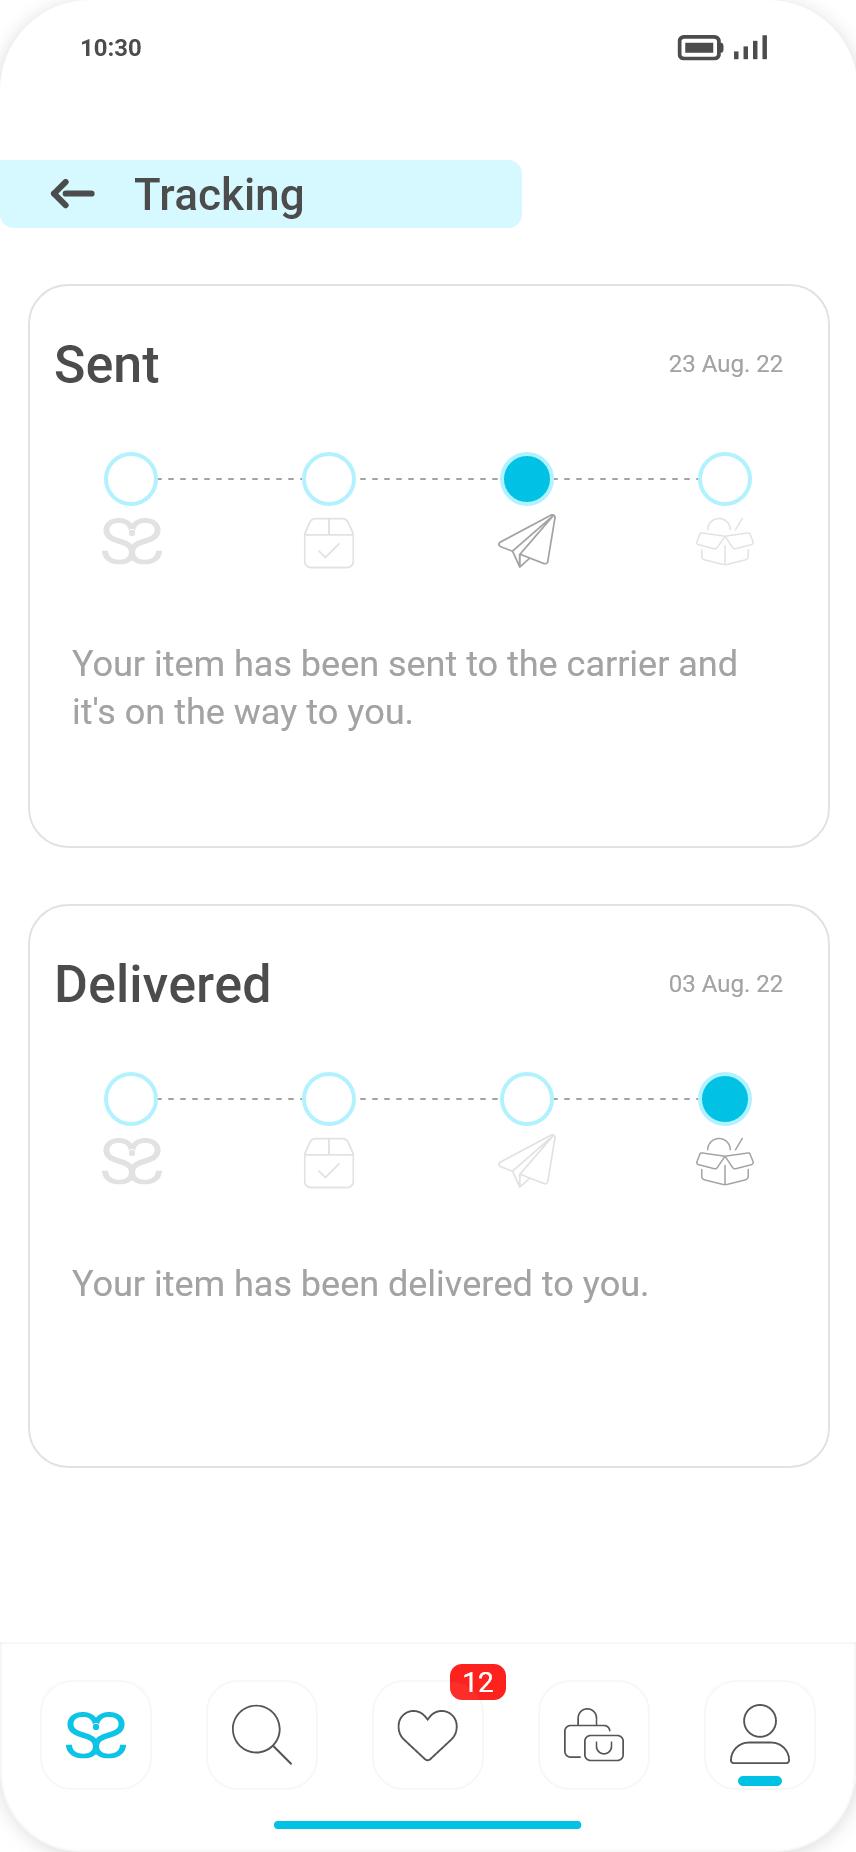 10:30
Tracking
Sent
23 Aug. 22
Your item has been sent to the carrier and
it's on the way to you.
Delivered
03 Aug. 22
Your item has been delivered to you.
12